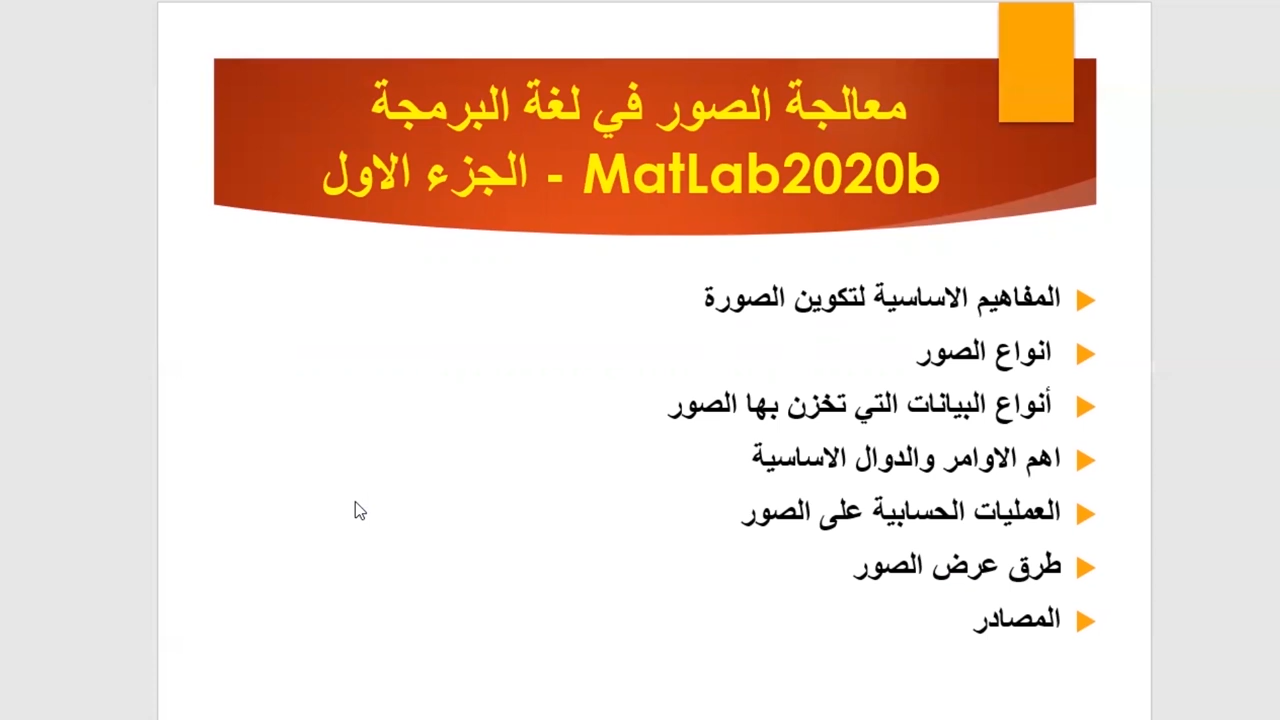 معالجة الصور في لغة البرمجة
MatLab2020b - الجزء الاول
المفاهيم الاساسية لتكوين الصورة
انواع الصور
أنواع البيانات التي تخزن بها الصور
اهم الاوامر والدوال الاساسية
العمليات الحسابية على الصور
طرق عرض الصور
المصادر